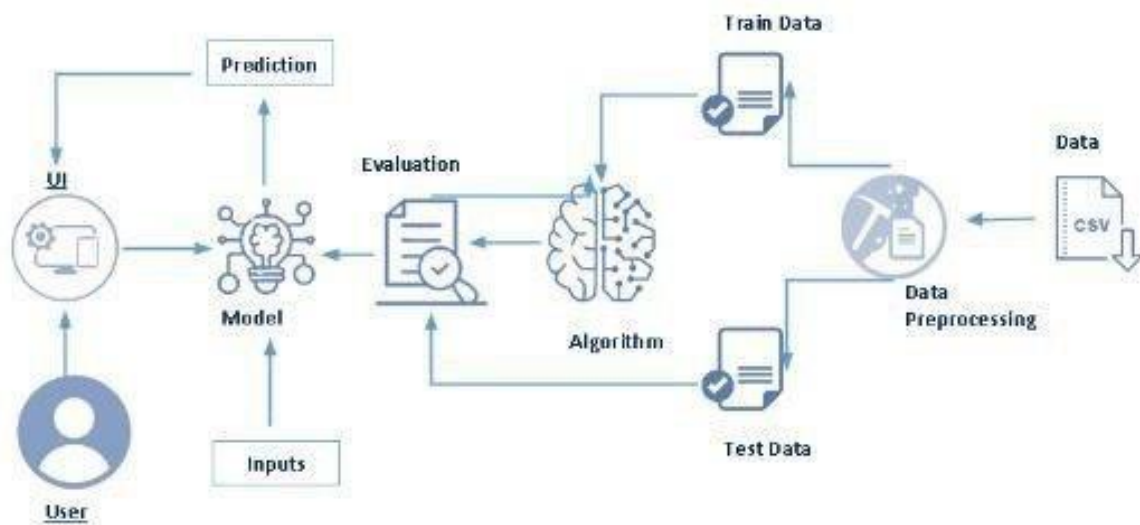 Train Data
Prediction
Data
Evaluation
UI
CSV
Model
Data
Preprocessing
Algorithm
Test Data
Inputs
User